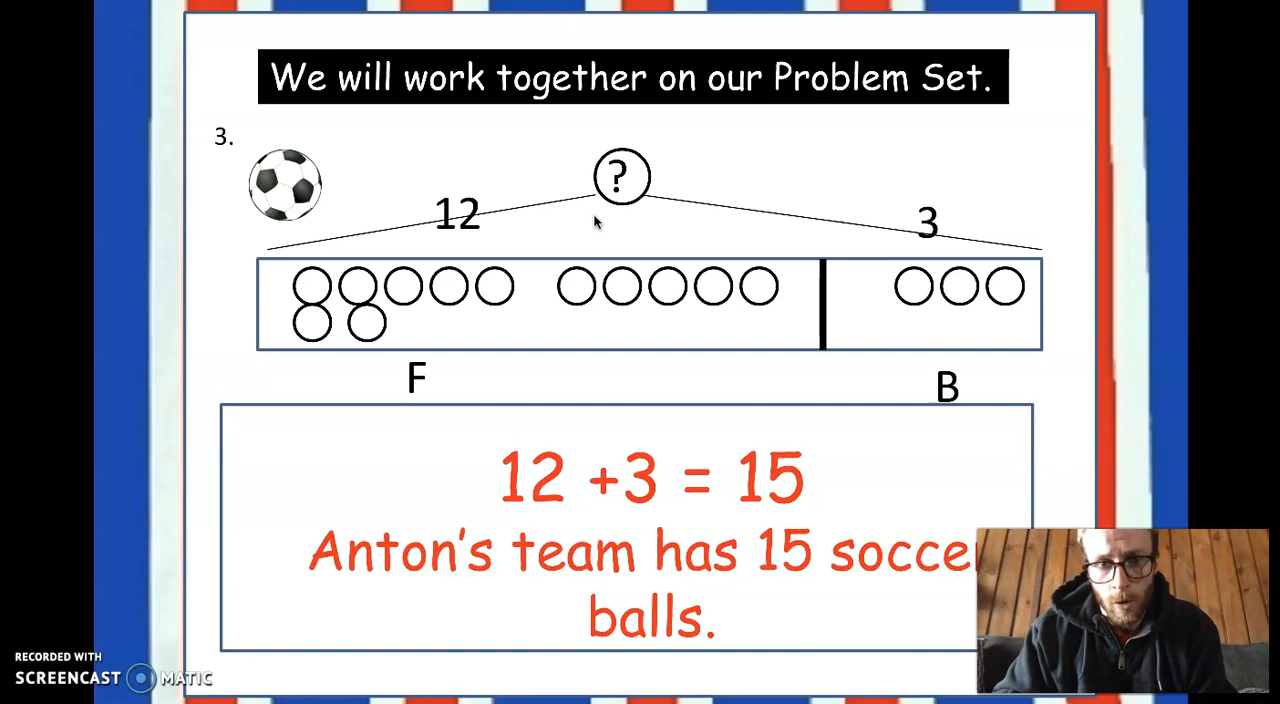 We will work together on our Problem Set.
3.
?
12
3
F
B
12 +3 = 15
Anton's team has 15 socce
balls.
RECORDED WITH
SCREENCAST MATIC